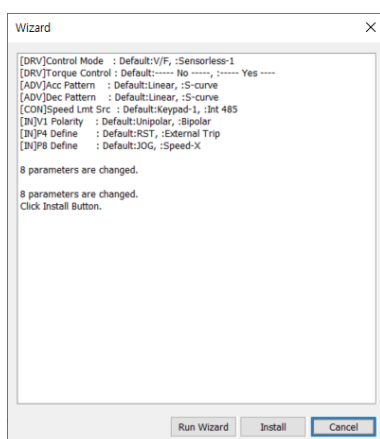 Wizard
[DRV]Control Mode : Default:V/F, :Sensorless-1
[DRV]Torque Control : Default:----- No -----, :----- Yes ----
[ADV]Acc Pattern : Default:Linear, :S-curve
[ADV]Dec Pattern : Default:Linear, :S-curve
[CON]Speed Lmt Src : Default:Keypad-1, :Int 485
[IN]V1 Polarity : Default:Unipolar, :Bipolar
[IN]P4 Define : Default:RST, :External Trip
[IN]P8 Define : Default:JOG, :Speed-X
8 parameters are changed.
8 parameters are changed.
Click Install Button.
Run Wizard Install Cancel